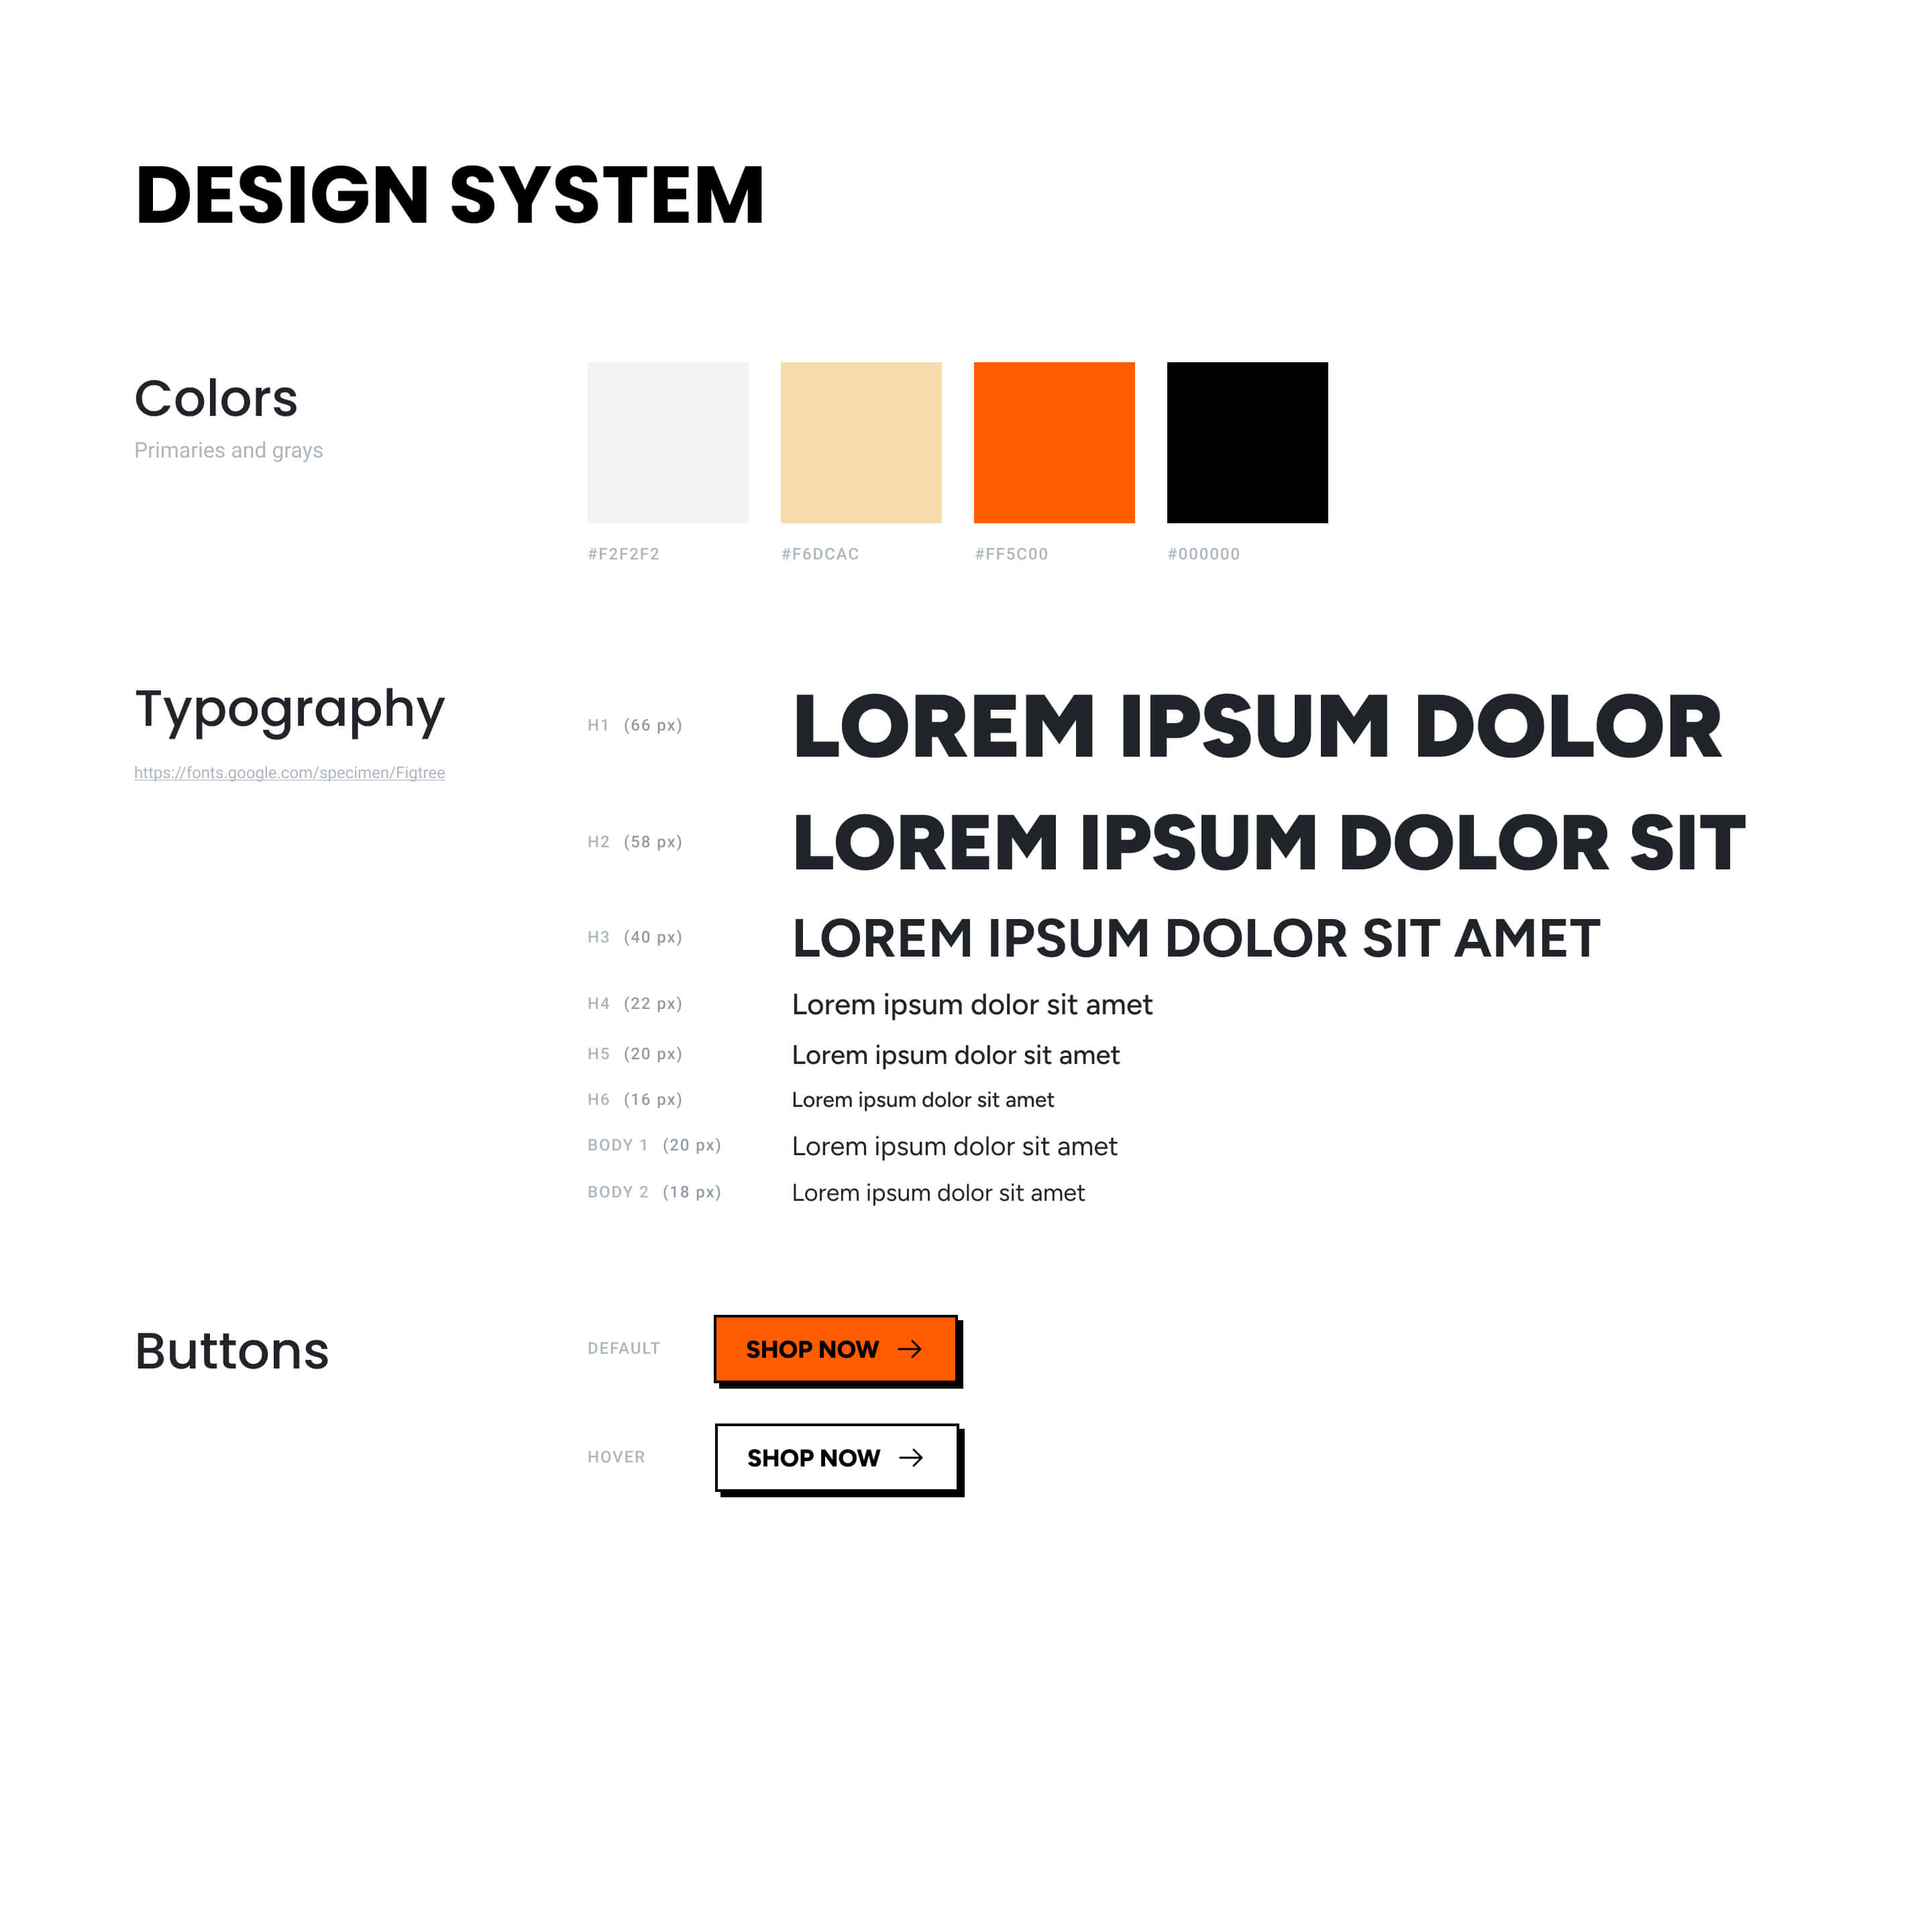 DESIGN SYSTEM
Colors
Primaries and grays
#F2F2F2 #F6DCAC #FF5C00 #000000
Typography
https://fonts.google.com/specimen/Figtree
H1 (66 px) LOREM IPSUM DOLOR
H2 (58 px) LOREM IPSUM DOLOR SIT
H3 (40 px) LOREM IPSUM DOLOR SIT AMET
H4 (22 px) Lorem ipsum dolor sit amet
H5 (20 px) Lorem ipsum dolor sit amet
H6 (16 px) Lorem ipsum dolor sit amet
BODY 1 (20 px) Lorem ipsum dolor sit amet
BODY 2 (18 px) Lorem ipsum dolor sit amet
Buttons
DEFAULT SHOP NOW →
HOVER SHOP NOW →